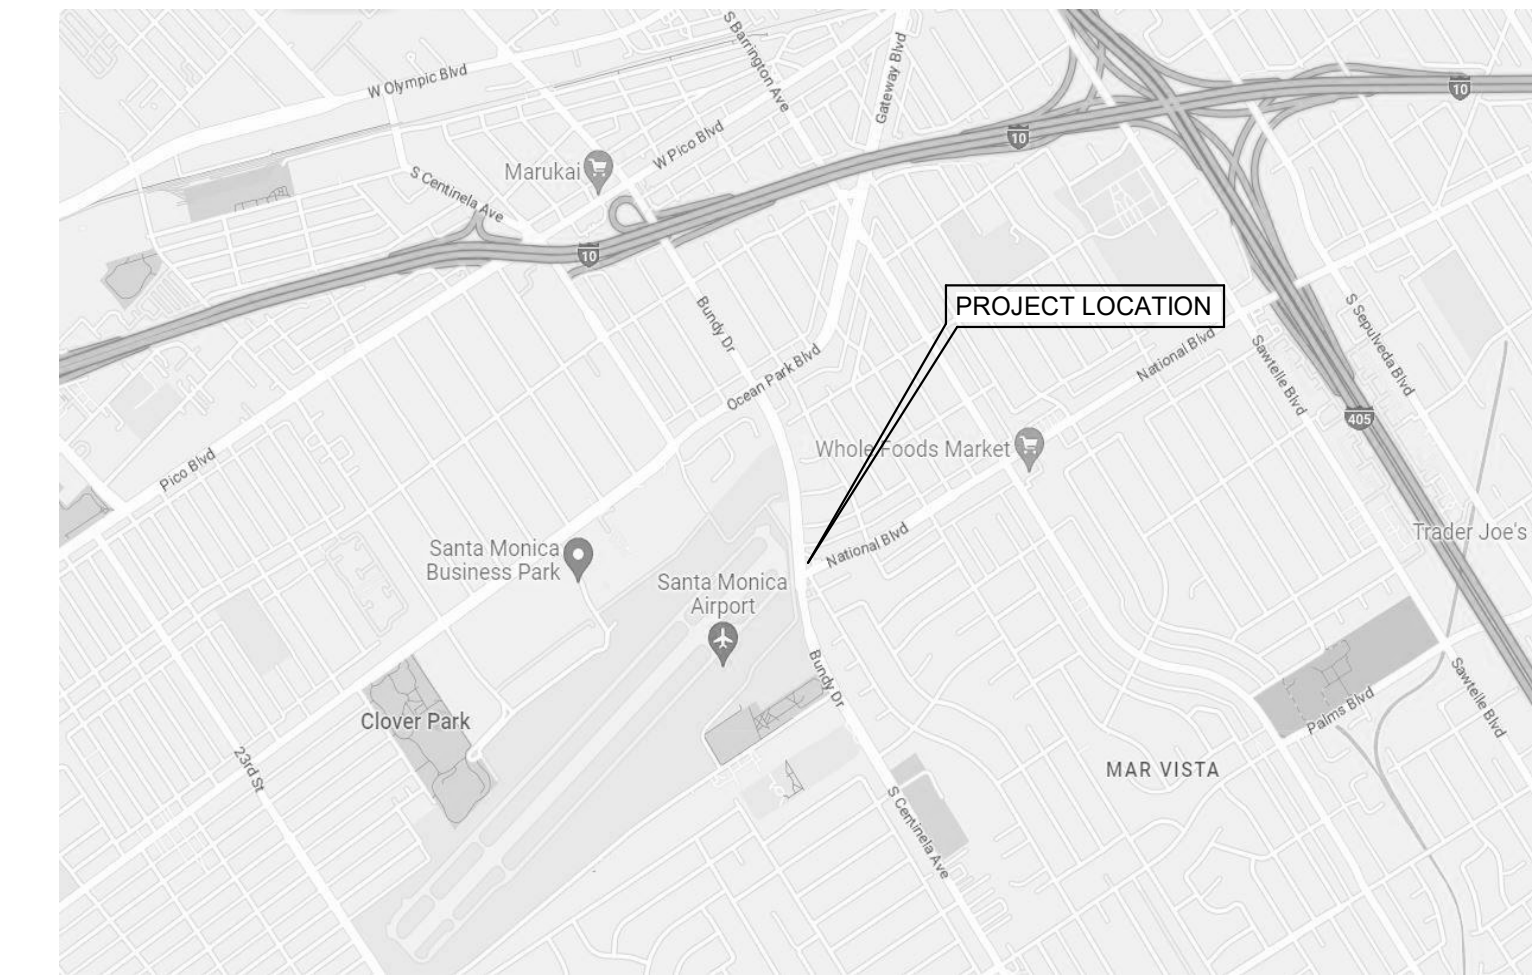 S Barrington Ave
Gateway Blvd
W Olympic Blvd
10
10
W Pico Blvd
Marukai
S Centinela Ave
10
PROJECT LOCATION
Bundy Dr
National Blvd
Sawtelle Blvd
S Sepulveda Blvd
Ocean Park Blvd
405
Whole Foods Market
Pico Blvd
National Blvd
Trader Joe's
Santa Monica
Business Park
Santa Monica
Airport
Bundy Dr
Sawtelle Blvd
Palms Blvd
Clover Park
23rd St
MAR VISTA
S Centinela Ave